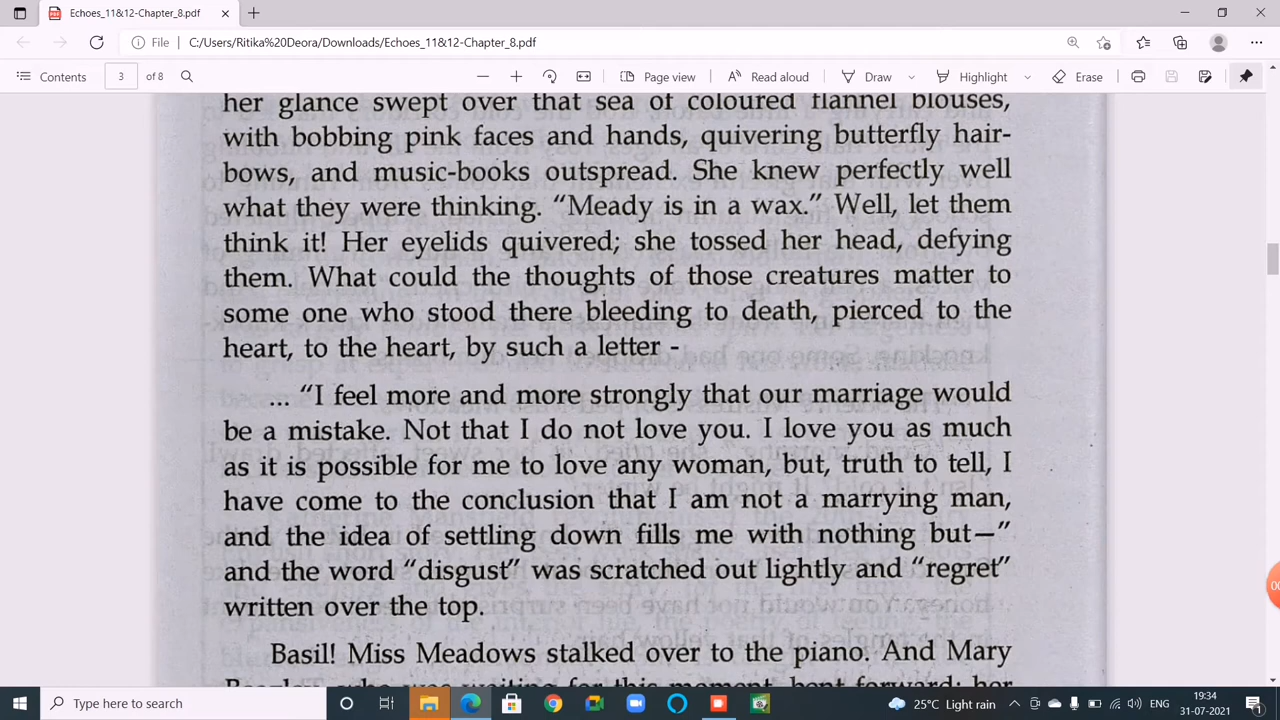 Echoes_11&12-Chapter_8.pdf
File C:/Users/Ritika%20Deora/Downloads/Echoes_11&12-Chapter_8.pdf
Contents 3 of 8 Page view Read aloud Draw Highlight Erase
her glance swept over that sea of coloured flannel blouses,
with bobbing pink faces and hands, quivering butterfly hair-
bows, and music-books outspread. She knew perfectly well
what they were thinking. “Meady is in a wax.” Well, let them
think it! Her eyelids quivered; she tossed her head, defying
them. What could the thoughts of those creatures matter to
some one who stood there bleeding to death, pierced to the
heart, to the heart, by such a letter -
... “I feel more and more strongly that our marriage would
be a mistake. Not that I do not love you. I love you as much
as it is possible for me to love any woman, but, truth to tell, I
have come to the conclusion that I am not a marrying man,
and the idea of settling down fills me with nothing but—”
and the word “disgust” was scratched out lightly and “regret”
written over the top.
Basil! Miss Meadows stalked over to the piano. And Mary
Type here to search
25°C Light rain
ENG
19:34
31-07-2021